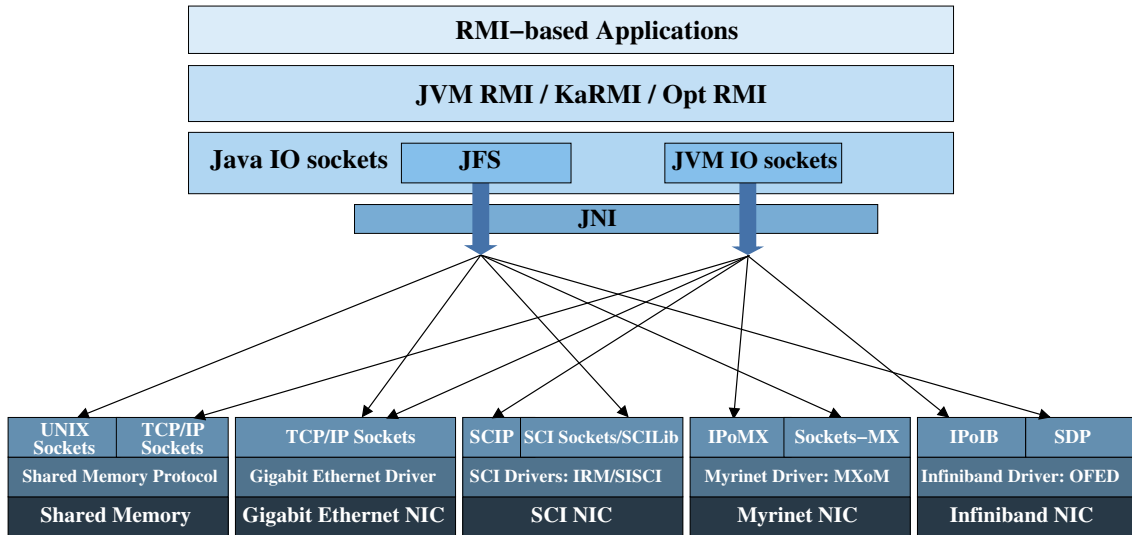 RMI−based Applications
JVM RMI / KaRMI / Opt RMI
Java IO sockets
JFS
JVM IO sockets
JNI
UNIX
Sockets
TCP/IP
Sockets
Shared Memory Protocol
Shared Memory
TCP/IP Sockets
Gigabit Ethernet Driver
Gigabit Ethernet NIC
SCIP
SCI Sockets/SCILib
SCI Drivers: IRM/SISCI
SCI NIC
IPoMX
Sockets−MX
Myrinet Driver: MXoM
Myrinet NIC
IPoIB
SDP
Infiniband Driver: OFED
Infiniband NIC